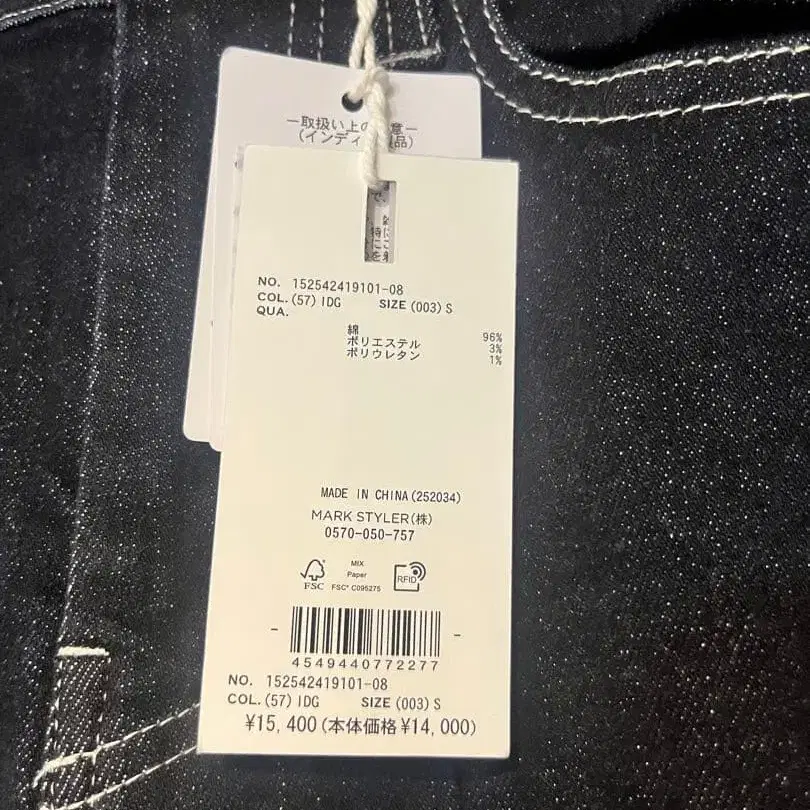 ー取扱い上の 意ー
(インディ 品)
NO. 152542419101-08
COL.(57)IDG SIZE(003)S
QUA.
綿 96%
ポリエステル 3%
ポリウレタン 1%
MADE IN CHINA(252034)
MARK STYLER(株)
0570-050-757
MIX
Paper
FSC FSC® C095275
RFID
4549440772277
NO. 152542419101-08
COL.(57)IDG SIZE(003)S
¥15,400(本体価格¥14,000)